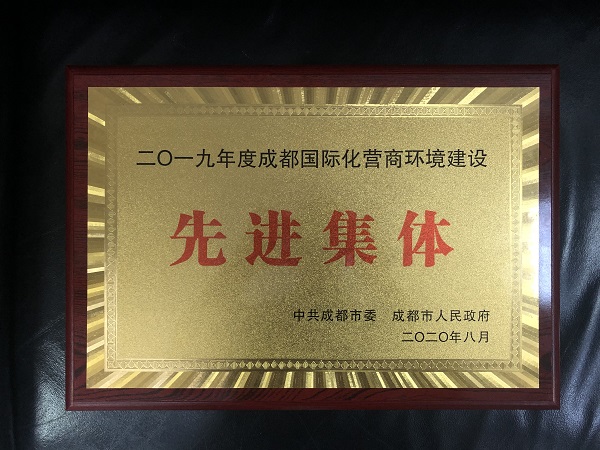 二〇一九年度成都国际化营商环境建设
先进集体
中共成都市委 成都市人民政府
二〇二〇年八月